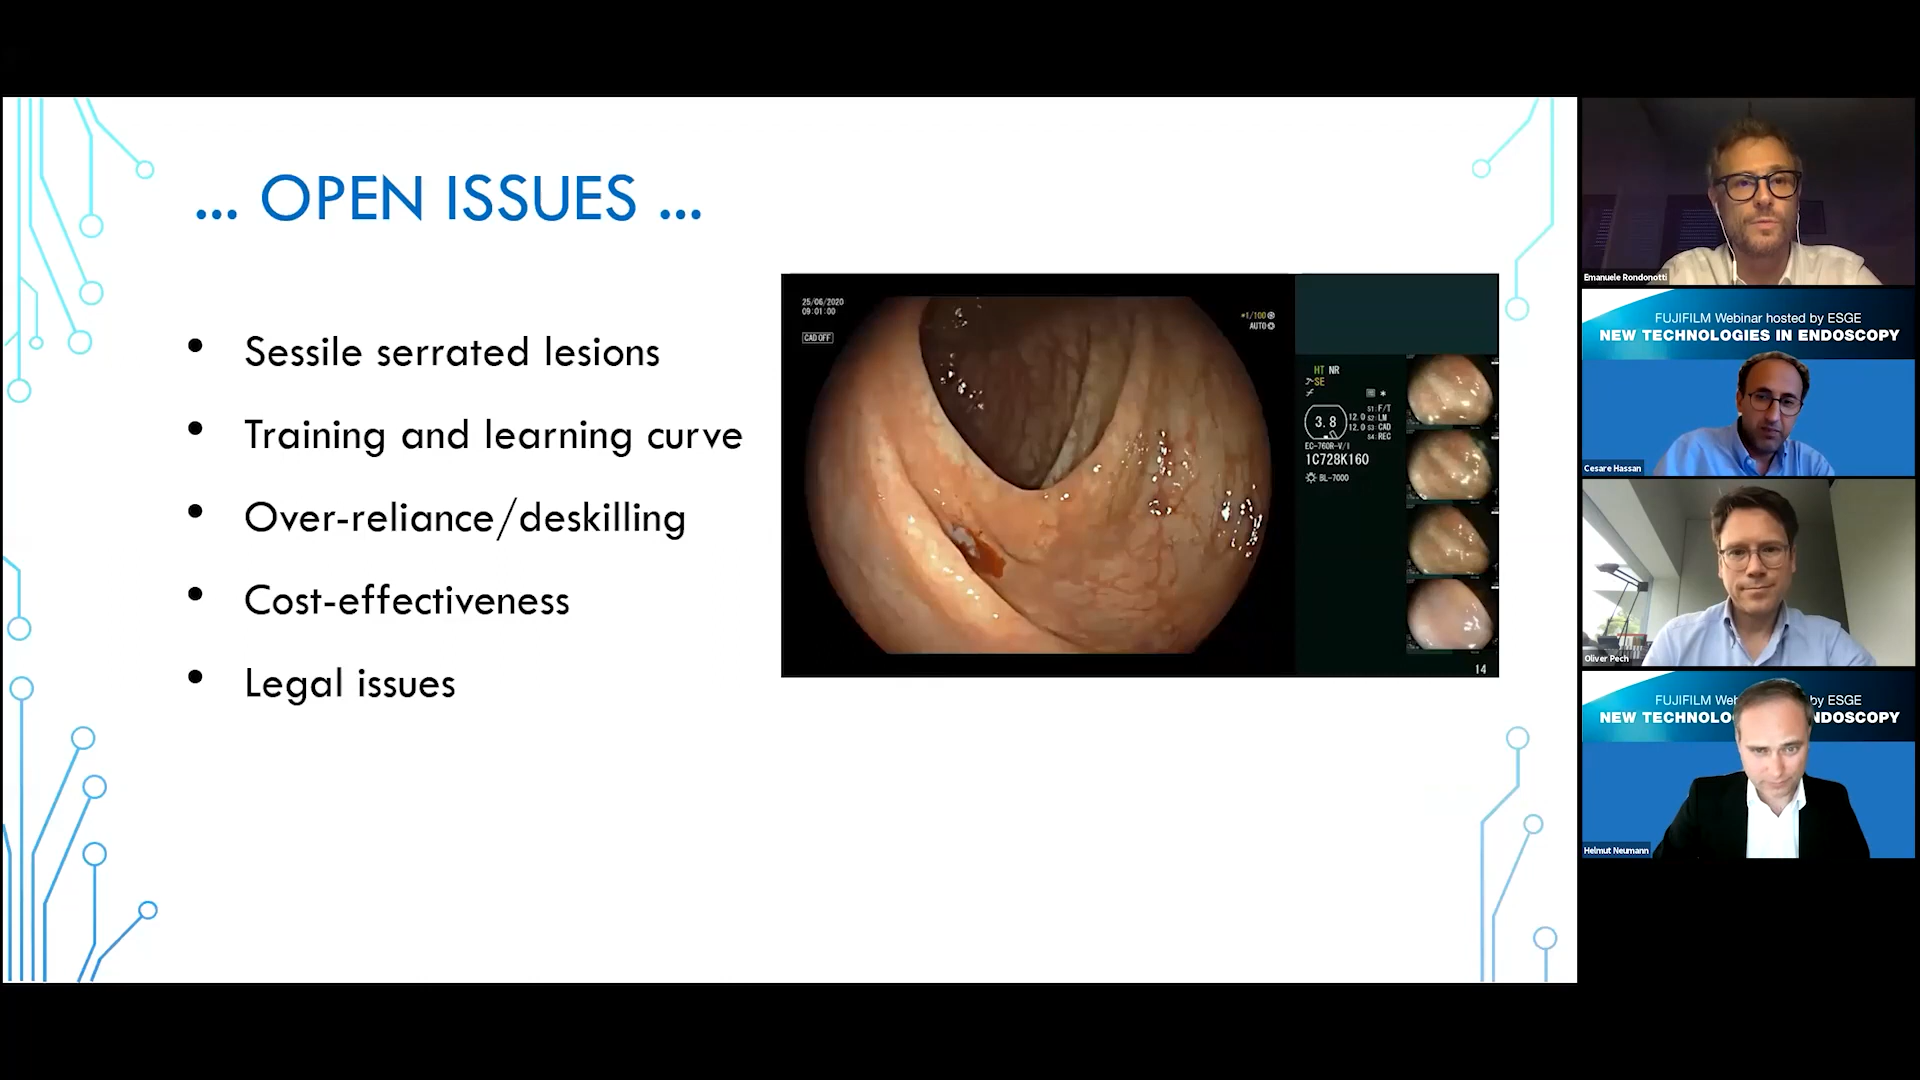 ... OPEN ISSUES ...
• Sessile serrated lesions
• Training and learning curve
• Over-reliance/deskilling
• Cost-effectiveness
• Legal issues
25/06/2020
09:01:00
CAD OFF
1/100
AUTO
HT NR
SE
3.8
12.0 S1:F/T
12.0 S2:LM
S3:CAD
S4:REC
EC-760R-V/I
1C728K160
BL-7000
14
Emanuele Rondonotti
FUJIFILM Webinar hosted by ESGE
NEW TECHNOLOGIES IN ENDOSCOPY
Cesare Hassan
Oliver Pech
FUJIFILM Web by ESGE
NEW TECHNOLO NDOSCOPY
Helmut Neumann